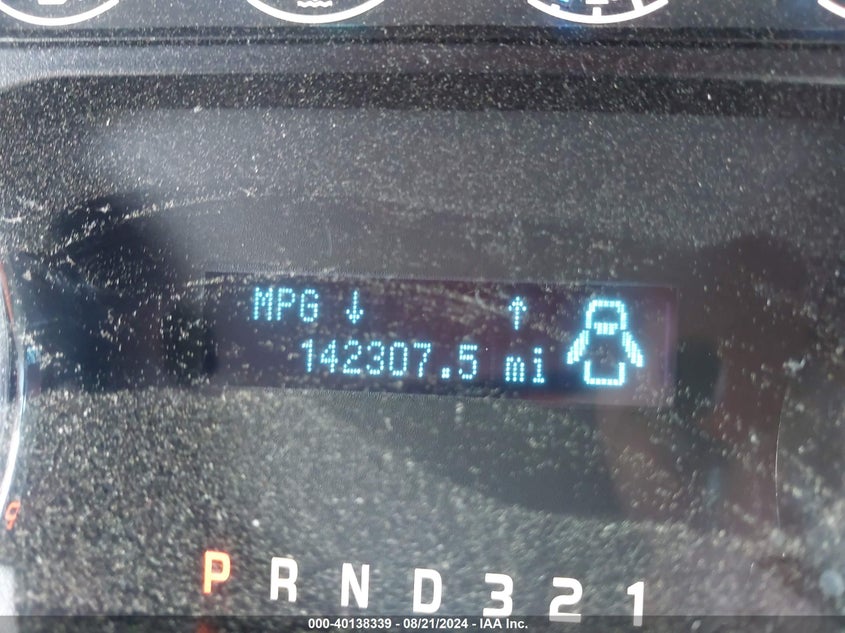 MPG ↓ ↑
142307.5 mi
P R N D 3 2 1
000-40138339 - 08/21/2024 - IAA Inc.